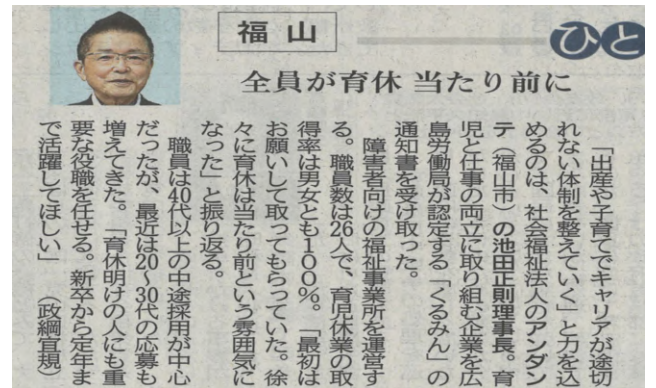 福山
ひと
全員が育休 当たり前に
「出産や子育てでキャリアが途切
れない体制を整えていく」と力を込
めるのは、社会福祉法人のアンダン
テ（福山市）の池田正則理事長。育
児と仕事の両立に取り組む企業を広
島労働局が認定する「くるみん」の
通知書を受け取った。
障害者向けの福祉事業所を運営す
る。職員数は26人で、育児休業の取
得率は男女とも100%。「最初は
お願いして取ってもらっていた。徐
々に育休は当たり前という雰囲気に
なった」と振り返る。
職員は40代以上の中途採用が中心
だったが、最近は20～30代の応募も
増えてきた。「育休明けの人にも重
要な役職を任せる。新卒から定年ま
で活躍してほしい」 （政綱宜規）